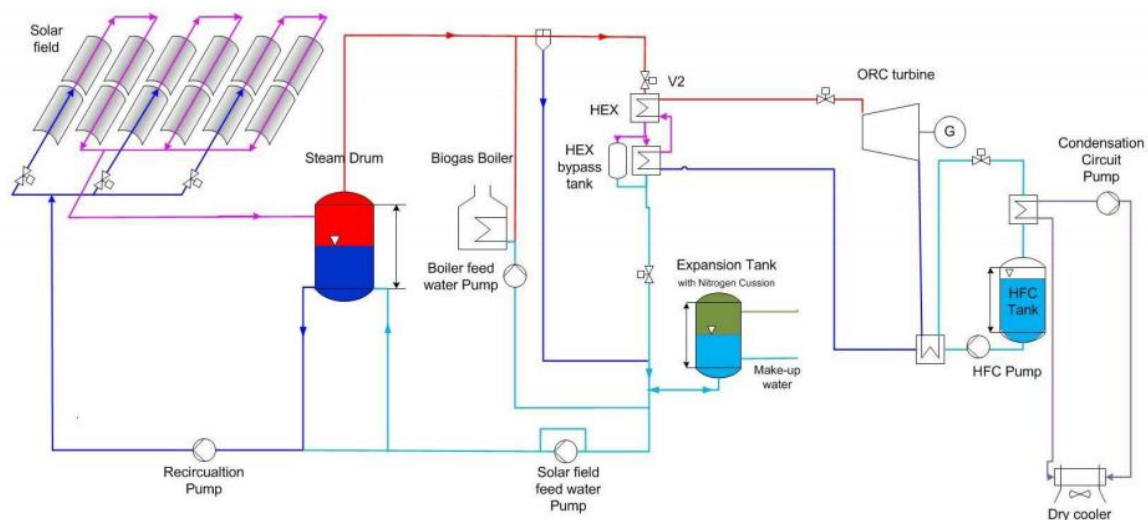 Solar
field
V2
ORC turbine
HEX
Condensation
Circuit
Pump
G
HEX
bypass
tank
Steam Drum
Biogas Boiler
Boiler feed
water Pump
Expansion Tank
with Nitrogen Cussion
HFC
Tank
Make-up
water
HFC Pump
Recircualtion
Pump
Solar field
feed water
Pump
Dry cooler